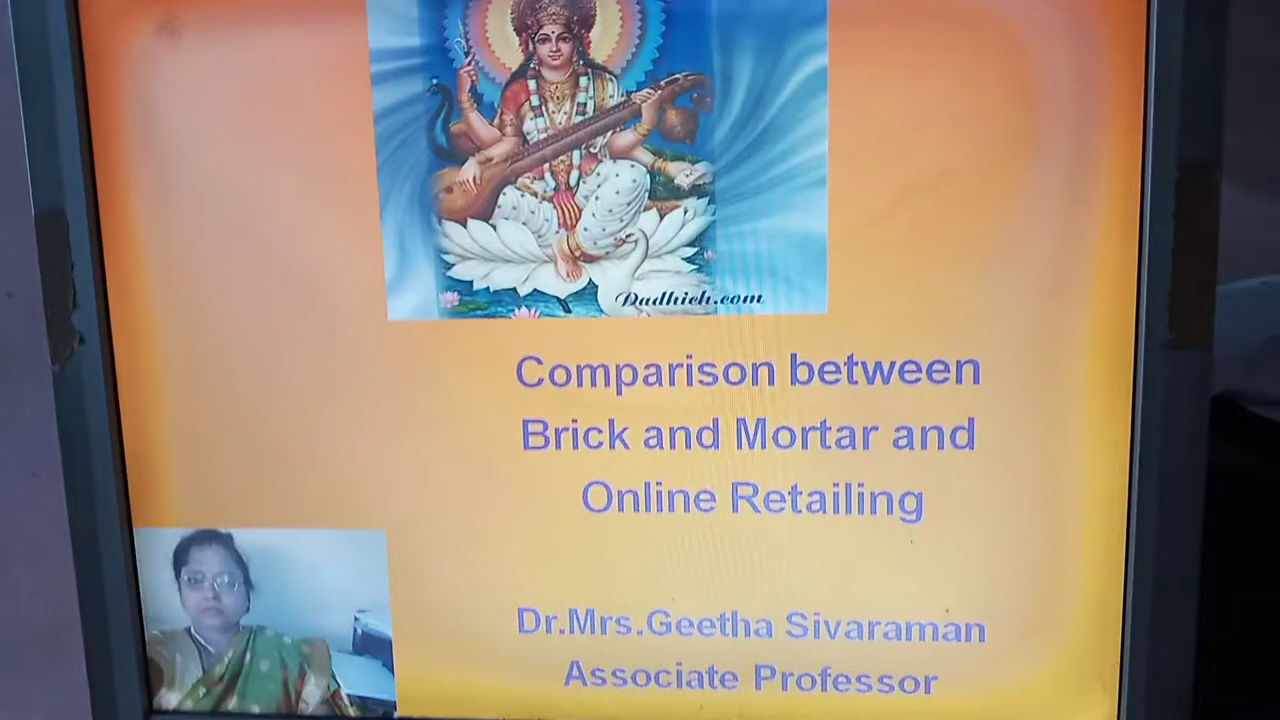 Dadhich.com
Comparison between
Brick and Mortar and
Online Retailing
Dr.Mrs.Geetha Sivaraman
Associate Professor